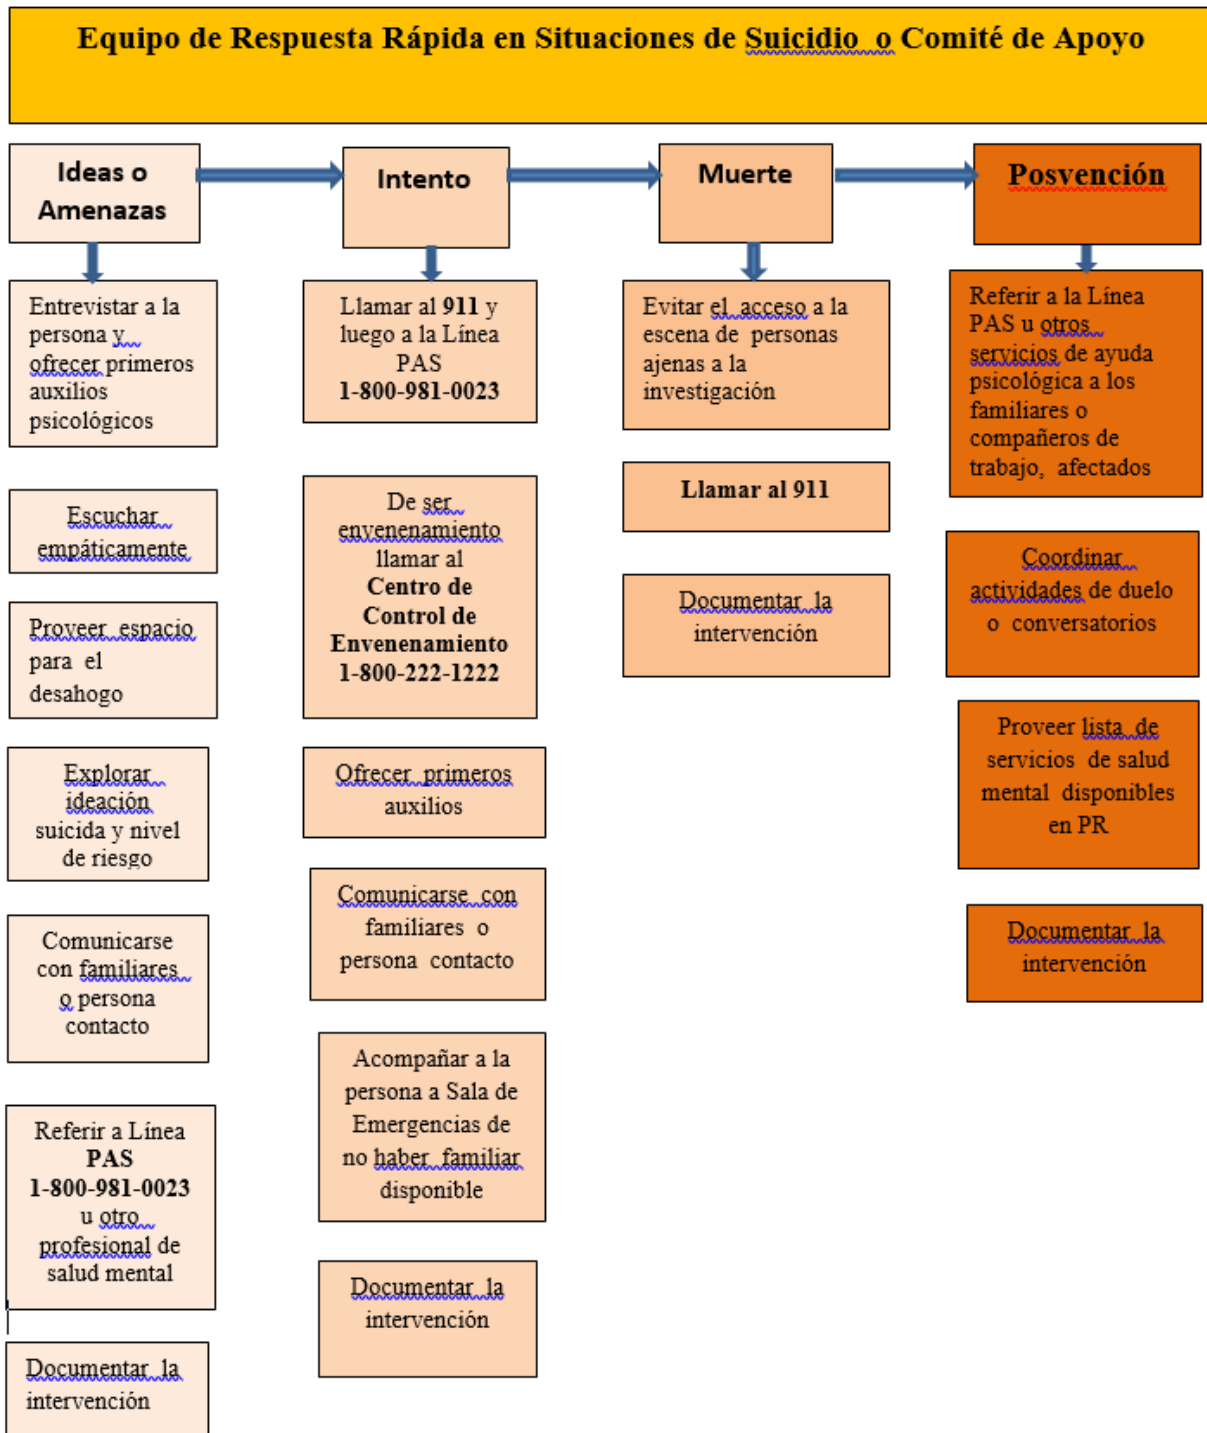 Equipo de Respuesta Rápida en Situaciones de Suicidio o Comité de Apoyo
Ideas o
Amenazas
Entrevistar a la
persona y
ofrecer primeros
auxilios
psicológicos
Escuchar
empáticamente
Proveer espacio
para el
desahogo
Explorar
ideación
suicida y nivel
de riesgo
Comunicarse
con familiares
o persona
contacto
Referir a Línea
PAS
1-800-981-0023
u otro
profesional de
salud mental
Documentar la
intervención
Intento
Llamar al 911 y
luego a la Línea
PAS
1-800-981-0023
De ser
envenenamiento
llamar al
Centro de
Control de
Envenenamiento
1-800-222-1222
Ofrecer primeros
auxilios
Comunicarse con
familiares o
persona contacto
Acompañar a la
persona a Sala de
Emergencias de
no haber familiar
disponible
Documentar la
intervención
Muerte
Evitar el acceso a la
escena de personas
ajenas a la
investigación
Llamar al 911
Documentar la
intervención
Posvención
Referir a la Línea
PAS u otros
servicios de ayuda
psicológica a los
familiares o
compañeros de
trabajo, afectados
Coordinar
actividades de duelo
o conversatorios
Proveer lista de
servicios de salud
mental disponibles
en PR
Documentar la
intervención